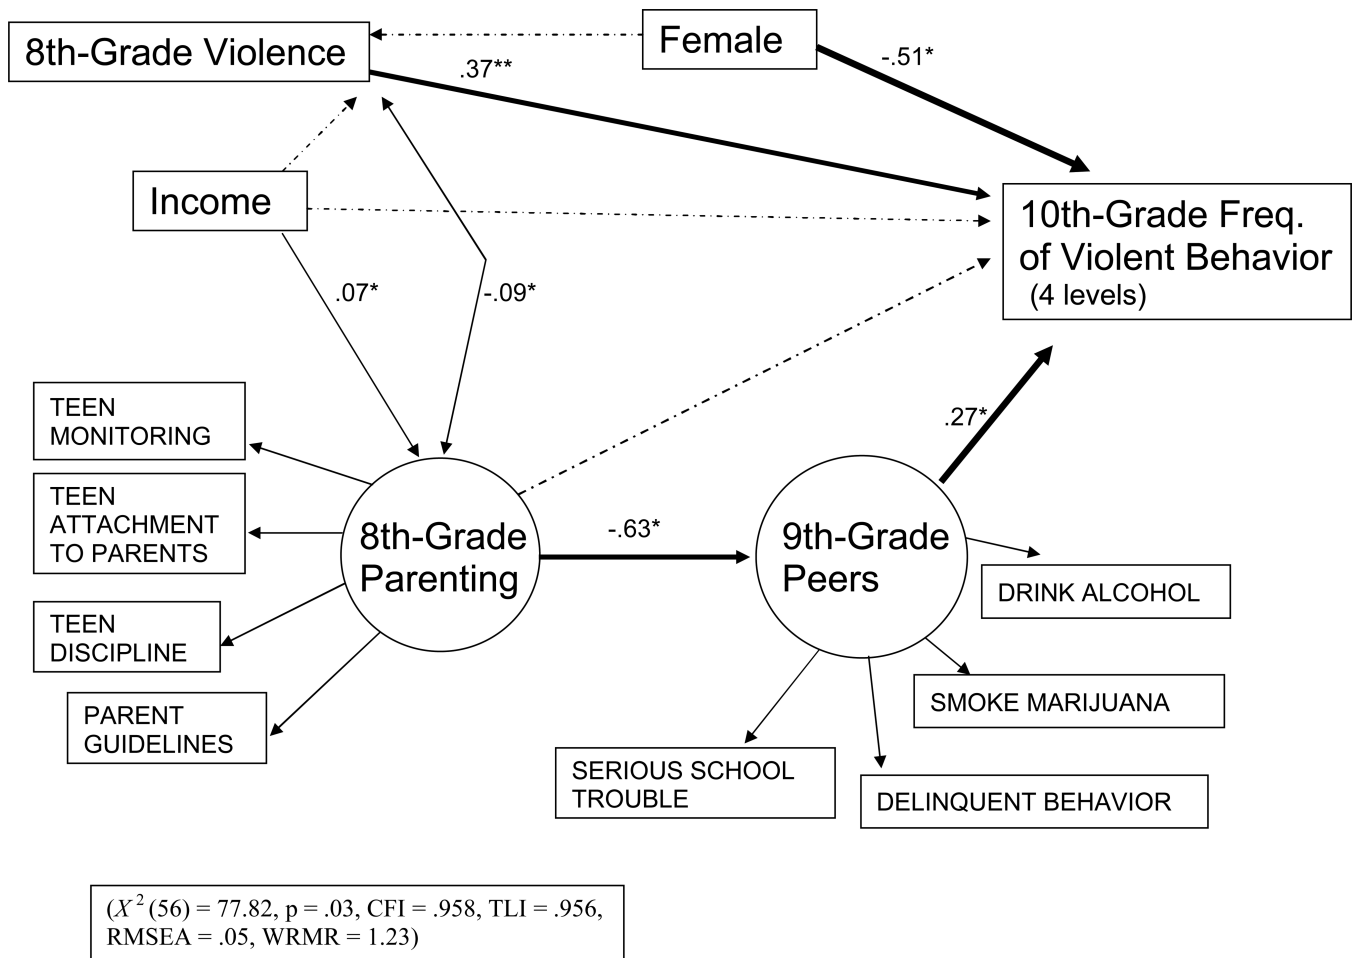 8th-Grade Violence
Female
.37**
-.51*
Income
10th-Grade Freq.
of Violent Behavior
(4 levels)
.07*
-.09*
TEEN
MONITORING
TEEN
ATTACHMENT
TO PARENTS
TEEN
DISCIPLINE
PARENT
GUIDELINES
8th-Grade
Parenting
-.63*
9th-Grade
Peers
.27*
DRINK ALCOHOL
SMOKE MARIJUANA
SERIOUS SCHOOL
TROUBLE
DELINQUENT BEHAVIOR
(X² (56) = 77.82, p = .03, CFI = .958, TLI = .956,
RMSEA = .05, WRMR = 1.23)